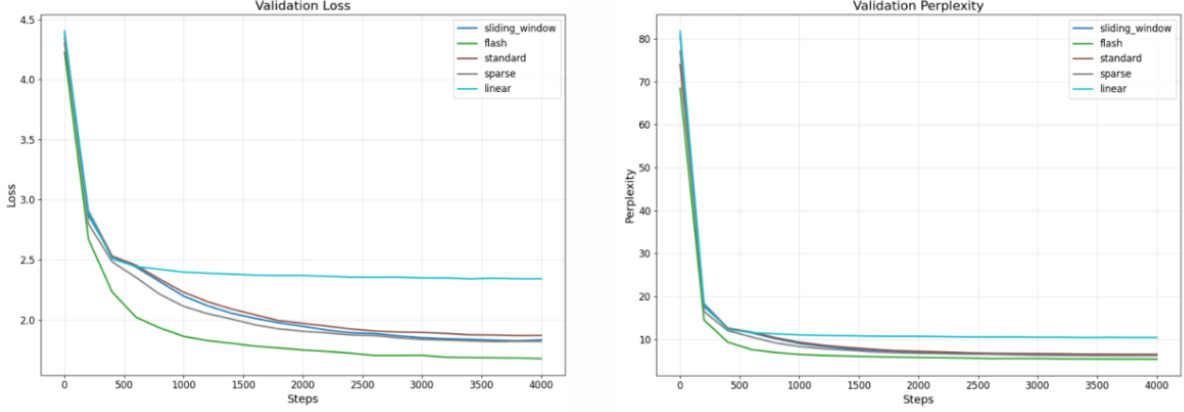 Validation Loss
4.5
4.0
3.5
3.0
2.5
2.0
Loss
sliding_window
flash
standard
sparse
linear
0 500 1000 1500 2000 2500 3000 3500 4000
Steps
Validation Perplexity
80
70
60
50
40
30
20
10
Perplexity
sliding_window
flash
standard
sparse
linear
0 500 1000 1500 2000 2500 3000 3500 4000
Steps